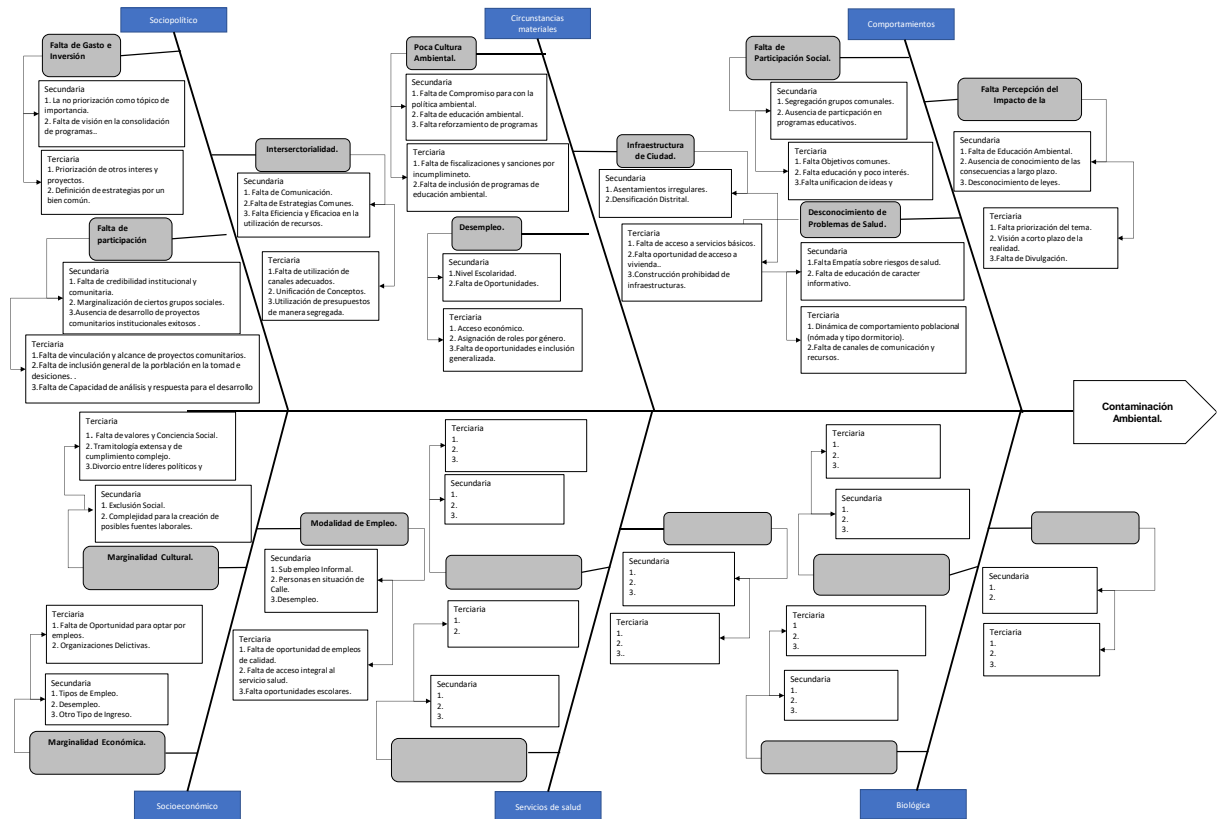 Sociopolítico
Falta de Gasto e
Inversión
Secundaria
1. La no priorización como tópico de
importancia.
2. Falta de visión en la consolidación
de programas..
Terciaria
1. Priorización de otros interes y
proyectos.
2. Definición de estrategias por un
bien común.
Interserctorialidad.
Secundaria
1. Falta de Comunicación.
2.Falta de Estrategias Comunes.
3. Falta Eficiencia y Eficacioa en la
utilización de recursos.
Terciaria
1.Falta de utilización de
canales adecuados.
2. Unificación de Conceptos.
3.Utilización de presupuestos
de manera segregada.
Falta de
participación
Secundaria
1. Falta de credibilidad institucional y
comunitaria.
2. Marginalización de ciertos grupos sociales.
3.Ausencia de desarrollo de proyectos
comunitarios institucionales exitosos .
Terciaria
1.Falta de vinculación y alcance de proyectos comunitarios.
2.Falta de inclusión general de la porblación en la tomad e
desiciones. .
3.Falta de Capacidad de análisis y respuesta para el desarrollo
Circunstancias
materiales
Poca Cultura
Ambiental.
Secundaria
1. Falta de Compromiso para con la
política ambiental.
2. Falta de educación ambiental.
3. Falta reforzamiento de programas
Terciaria
1. Falta de fiscalizaciones y sanciones por
incumplimineto.
2.Falta de inclusión de programas de
educación ambiental.
Infraestructura
de Ciudad.
Secundaria
1. Asentamientos irregulares.
2.Densificación Distrital.
Terciaria
1. Falta de acceso a servicios básicos.
2.Falta oportunidad de acceso a
vivienda..
3.Construcción prohibidad de
infraestructuras.
Desempleo.
Secundaria
1.Nivel Escolaridad.
2.Falta de Oportunidades.
Terciaria
1. Acceso económico.
2. Asignación de roles por género.
3.Falta de oportunidades e inclusión
generalizada.
Comportamientos
Falta de
Participación Social.
Secundaria
1. Segregación grupos comunales.
2. Ausencia de particpación en
programas educativos.
Terciaria
1. Falta Objetivos comunes.
2. Falta educación y poco interés.
3.Falta unificacion de ideas y
Falta Percepción del
Impacto de la
Secundaria
1. Falta de Educación Ambiental.
2. Ausencia de conocimiento de las
consecuencias a largo plazo.
3. Desconocimiento de leyes.
Terciaria
1. Falta priorización del tema.
2. Visión a corto plazo de la
realidad.
3.Falta de Divulgación.
Desconocimiento de
Problemas de Salud.
Secundaria
1.Falta Empatía sobre riesgos de salud.
2. Falta de educación de caracter
informativo.
Terciaria
1. Dinámica de comportamiento poblacional
(nómada y tipo dormitorio).
2.Falta de canales de comunicación y
recursos.
Contaminación
Ambiental.
Terciaria
1. Falta de valores y Conciencia Social.
2. Tramitología extensa y de
cumplimiento complejo.
3.Divorcio entre líderes políticos y
Secundaria
1. Exclusión Social.
2. Complejidad para la creación de
posibles fuentes laborales.
Marginalidad Cultural.
Modalidad de Empleo.
Secundaria
1. Sub empleo Informal.
2. Personas en situación de
Calle.
3.Desempleo.
Terciaria
1. Falta de oportunidad de empleos
de calidad.
2. Falta de acceso integral al
servicio salud.
3.Falta oportunidades escolares.
Terciaria
1. Falta de Oportunidad para optar por
empleos.
2. Organizaciones Delictivas.
Secundaria
1. Tipos de Empleo.
2. Desempleo.
3. Otro Tipo de Ingreso.
Marginalidad Económica.
Socioeconómico
Terciaria
1.
2.
3.
Secundaria
1.
2.
3.
Secundaria
1.
2.
3.
Terciaria
1.
2.
3..
Terciaria
1.
2.
Secundaria
1.
2.
3.
Servicios de salud
Terciaria
1.
2.
3.
Secundaria
1.
2.
3.
Secundaria
1.
2.
Terciaria
1.
2.
3.
Terciaria
1
2.
3.
Secundaria
1.
2.
3.
Biológica